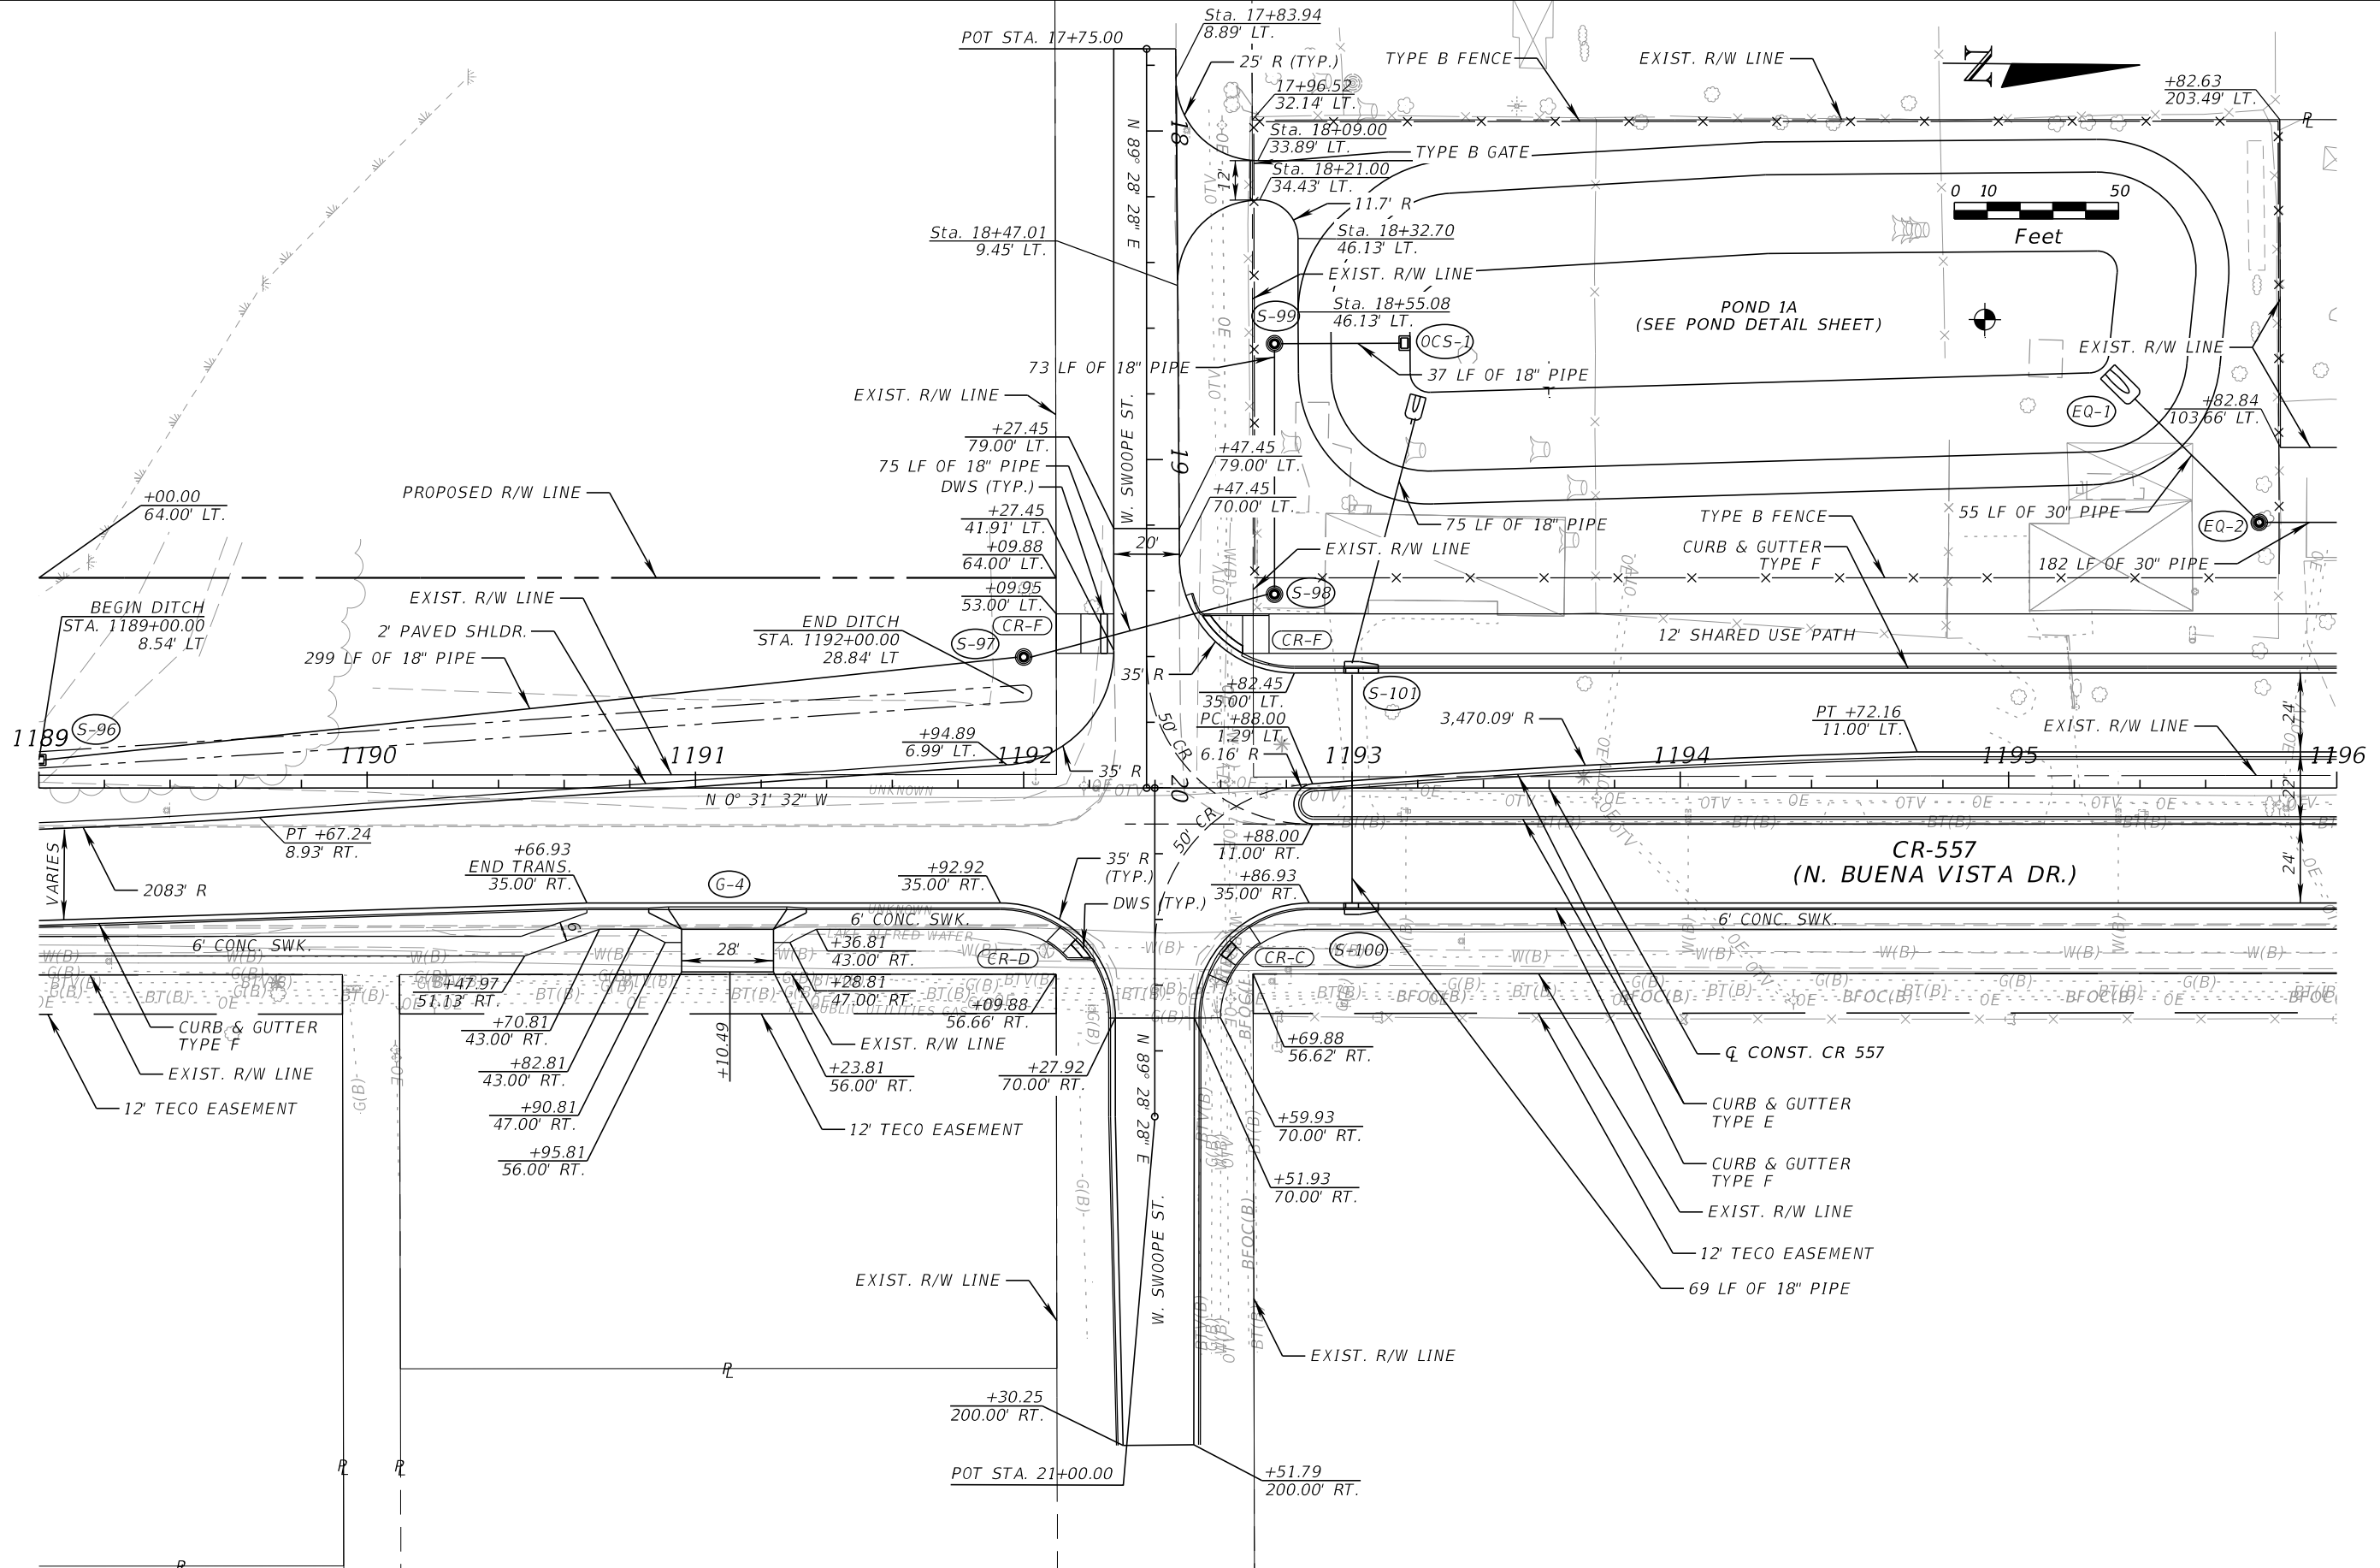 POT STA. 17+75.00
Sta. 17+83.94
8.89' LT.
25' R (TYP.)
17+96.52
32.14' LT.
Sta. 18+09.00
33.89' LT.
TYPE B FENCE
EXIST. R/W LINE
N
+82.63
203.49' LT.
PL
TYPE B GATE
12'
Sta. 18+21.00
34.43' LT.
11.7' R
18
N 89° 28' 28" E
0 10 50
Feet
Sta. 18+47.01
9.45' LT.
Sta. 18+32.70
46.13' LT.
EXIST. R/W LINE
Sta. 18+55.08
46.13' LT.
S-99
OCS-1
POND 1A
(SEE POND DETAIL SHEET)
EXIST. R/W LINE
73 LF OF 18" PIPE
37 LF OF 18" PIPE
EXIST. R/W LINE
EQ-1
+82.84
103.66' LT.
+27.45
79.00' LT.
W. SWOOPE ST.
19
+47.45
79.00' LT.
75 LF OF 18" PIPE
DWS (TYP.)
+47.45
70.00' LT.
PROPOSED R/W LINE
+00.00
64.00' LT.
+27.45
41.91' LT.
20'
75 LF OF 18" PIPE
TYPE B FENCE
55 LF OF 30" PIPE
EQ-2
+09.88
64.00' LT.
EXIST. R/W LINE
CURB & GUTTER
TYPE F
182 LF OF 30" PIPE
+09.95
53.00' LT.
S-98
BEGIN DITCH
STA. 1189+00.00
8.54' LT
EXIST. R/W LINE
2' PAVED SHLDR.
299 LF OF 18" PIPE
END DITCH
STA. 1192+00.00
28.84' LT
CR-F
S-97
CR-F
12' SHARED USE PATH
35' R
+82.45
35.00' LT.
S-101
S-96
PC +88.00
1.29' LT.
6.16' R
3,470.09' R
PT +72.16
11.00' LT.
EXIST. R/W LINE
24'
+94.89
6.99' LT.
50' CR
1189
1190
1191
1192
1193
1194
1195
1196
35' R
20
N 0° 31' 32" W
UNKNOWN
22'
PT +67.24
8.93' RT.
50' CR
+88.00
11.00' RT.
VARIES
2083' R
+66.93
END TRANS.
35.00' RT.
G-4
+92.92
35.00' RT.
35' R
(TYP.)
+86.93
35.00' RT.
CR-557
(N. BUENA VISTA DR.)
24'
DWS (TYP.)
UNKNOWN
6' CONC. SWK.
LAKE ALFRED WATER
6' CONC. SWK.
6' CONC. SWK.
6'
28'
+36.81
43.00' RT.
CR-D
CR-C
S-100
+47.97
51.13' RT.
+28.81
47.00' RT.
+09.88
56.66' RT.
CURB & GUTTER
TYPE F
+70.81
43.00' RT.
+10.49
EXIST. R/W LINE
+69.88
56.62' RT.
℄ CONST. CR 557
EXIST. R/W LINE
+82.81
43.00' RT.
+23.81
56.00' RT.
+27.92
70.00' RT.
N 89° 28' 28" E
12' TECO EASEMENT
+90.81
47.00' RT.
12' TECO EASEMENT
+59.93
70.00' RT.
CURB & GUTTER
TYPE E
+95.81
56.00' RT.
+51.93
70.00' RT.
CURB & GUTTER
TYPE F
EXIST. R/W LINE
W. SWOOPE ST.
12' TECO EASEMENT
EXIST. R/W LINE
69 LF OF 18" PIPE
EXIST. R/W LINE
PL
+30.25
200.00' RT.
PL
PL
POT STA. 21+00.00
+51.79
200.00' RT.